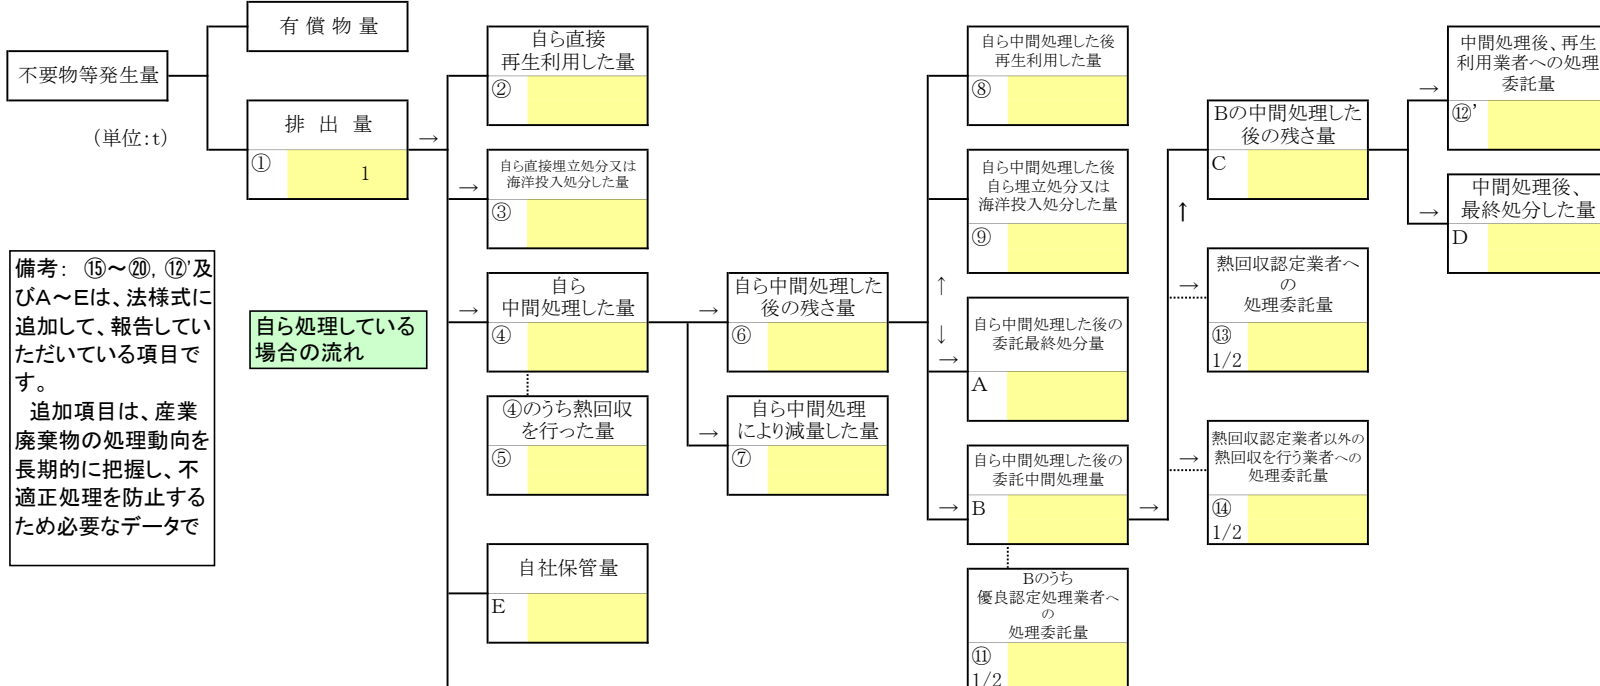 有 償 物 量
不要物等発生量
(単位:t)
排 出 量
①
1
→
備考： ⑮～⑳, ⑫'及
びA～Eは、法様式に
追加して、報告してい
ただいている項目で
す。
追加項目は、産業
廃棄物の処理動向を
長期的に把握し、不
適正処理を防止する
ため必要なデータで
自ら処理している
場合の流れ
自ら直接
再生利用した量
②
→
自ら直接埋立処分又は
海洋投入処分した量
③
→
自ら
中間処理した量
④
④のうち熱回収
を行った量
⑤
自社保管量
E
→
自ら中間処理した
後の残さ量
⑥
→
自ら中間処理
により減量した量
⑦
自ら中間処理した後
再生利用した量
⑧
自ら中間処理した後
自ら埋立処分又は
海洋投入処分した量
⑨
↑
↓
→
自ら中間処理した後の
委託最終処分量
A
→
自ら中間処理した後の
委託中間処理量
B
→
Bのうち
優良認定処理業者へ
の
処理委託量
⑪
1/2
Bの中間処理した
後の残さ量
C
↑
→
熱回収認定業者へ
の
処理委託量
⑬
1/2
→
熱回収認定業者以外の
熱回収を行う業者への
処理委託量
⑭
1/2
→
中間処理後、再生
利用業者への処理
委託量
⑫'
→
中間処理後、
最終処分した量
D